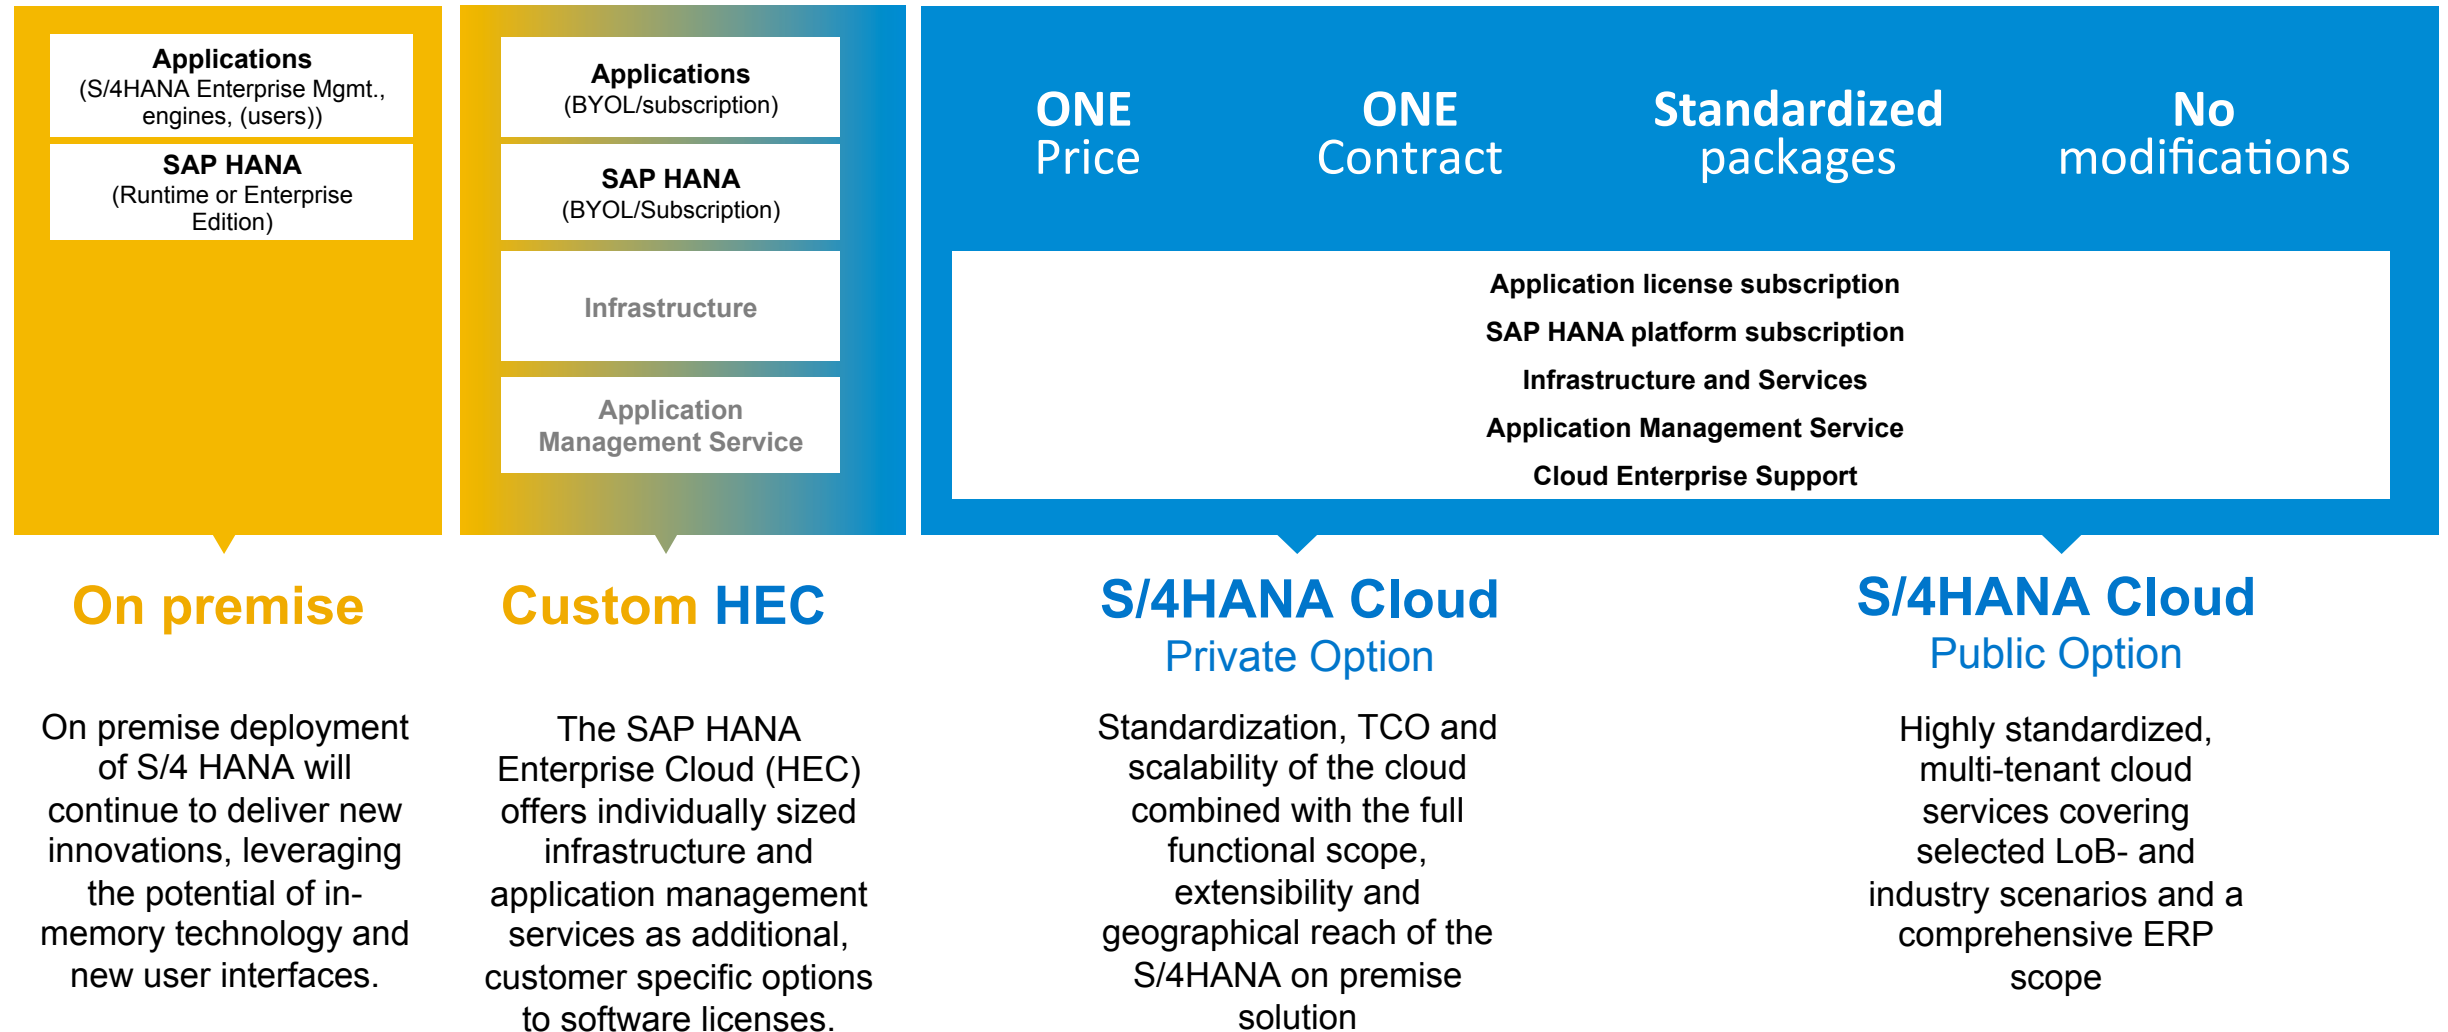 Applications
(S/4HANA Enterprise Mgmt.,
engines, (users))
SAP HANA
(Runtime or Enterprise
Edition)
Applications
(BYOL/subscription)
SAP HANA
(BYOL/Subscription)
Infrastructure
Application
Management Service
ONE
Price
ONE
Contract
Standardized
packages
No
modifications
Application license subscription
SAP HANA platform subscription
Infrastructure and Services
Application Management Service
Cloud Enterprise Support
On premise
On premise deployment
of S/4 HANA will
continue to deliver new
innovations, leveraging
the potential of in-
memory technology and
new user interfaces.
Custom HEC
The SAP HANA
Enterprise Cloud (HEC)
offers individually sized
infrastructure and
application management
services as additional,
customer specific options
to software licenses.
S/4HANA Cloud
Private Option
Standardization, TCO and
scalability of the cloud
combined with the full
functional scope,
extensibility and
geographical reach of the
S/4HANA on premise
solution
S/4HANA Cloud
Public Option
Highly standardized,
multi-tenant cloud
services covering
selected LoB- and
industry scenarios and a
comprehensive ERP
scope